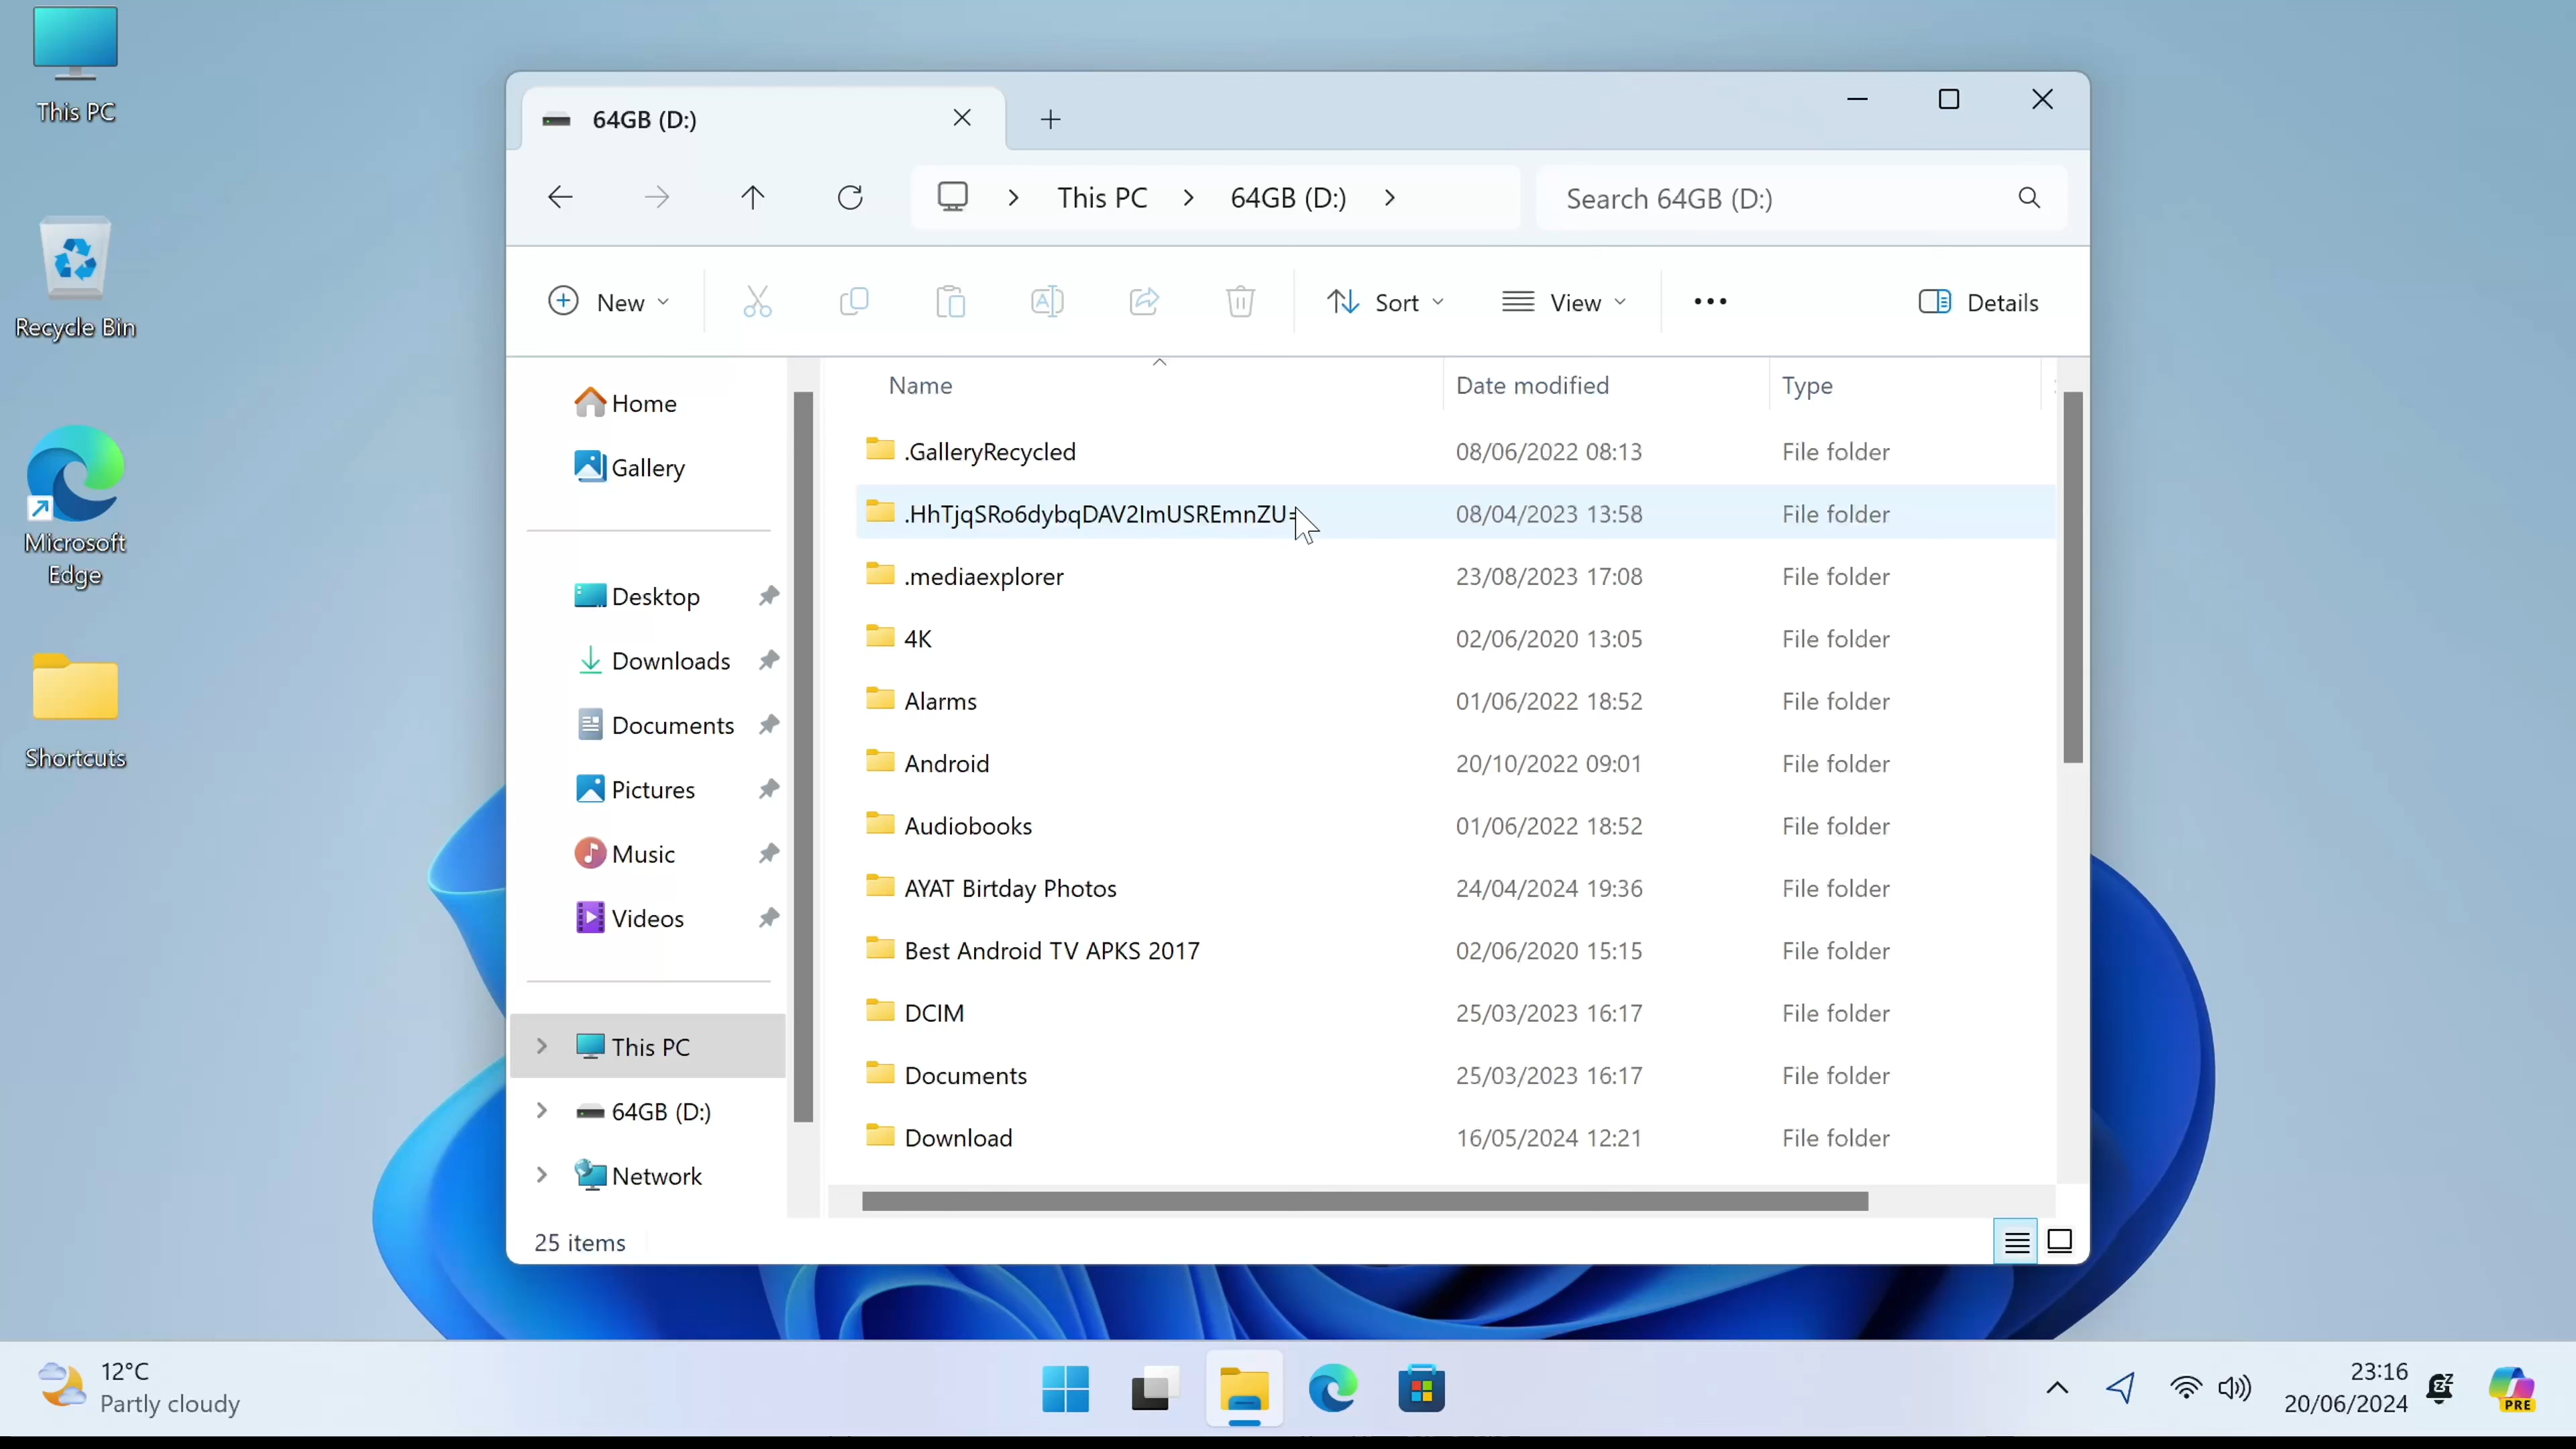 This PC
Recycle Bin
Microsoft
Edge
Shortcuts
64GB (D:)
This PC
64GB (D:)
Search 64GB (D:)
New
Sort
View
Details
Home
Gallery
Desktop
Downloads
Documents
Pictures
Music
Videos
This PC
64GB (D:)
Network
Name Date modified Type
.GalleryRecycled 08/06/2022 08:13 File folder
.HhTjqSRo6dybqDAV2ImUSREmnZU= 08/04/2023 13:58 File folder
.mediaexplorer 23/08/2023 17:08 File folder
4K 02/06/2020 13:05 File folder
Alarms 01/06/2022 18:52 File folder
Android 20/10/2022 09:01 File folder
Audiobooks 01/06/2022 18:52 File folder
AYAT Birtday Photos 24/04/2024 19:36 File folder
Best Android TV APKS 2017 02/06/2020 15:15 File folder
DCIM 25/03/2023 16:17 File folder
Documents 25/03/2023 16:17 File folder
Download 16/05/2024 12:21 File folder
25 items
12°C
Partly cloudy
23:16
20/06/2024
PRE